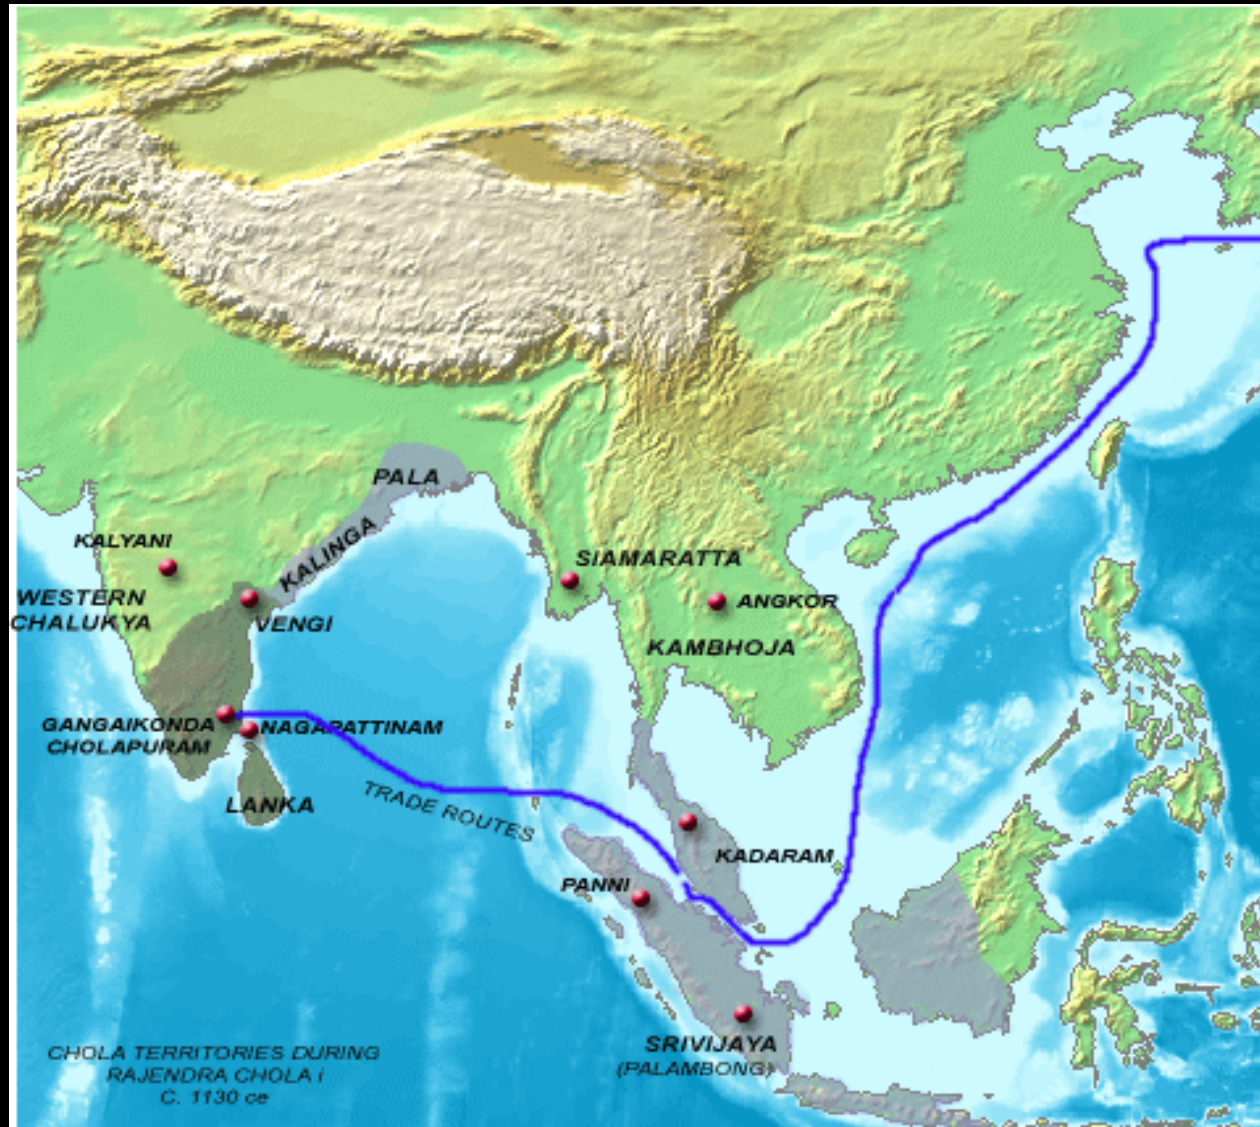 PALA
KALINGA
KALYANI
WESTERN
CHALUKYA
VENGI
SIAMARATTA
ANGKOR
KAMBHOJA
GANGAIKONDA
CHOLAPURAM
NAGAPATTINAM
LANKA
TRADE ROUTES
KADARAM
PANNI
SRIVIJAYA
(PALAMBONG)
CHOLA TERRITORIES DURING
RAJENDRA CHOLA i
C. 1130 ce